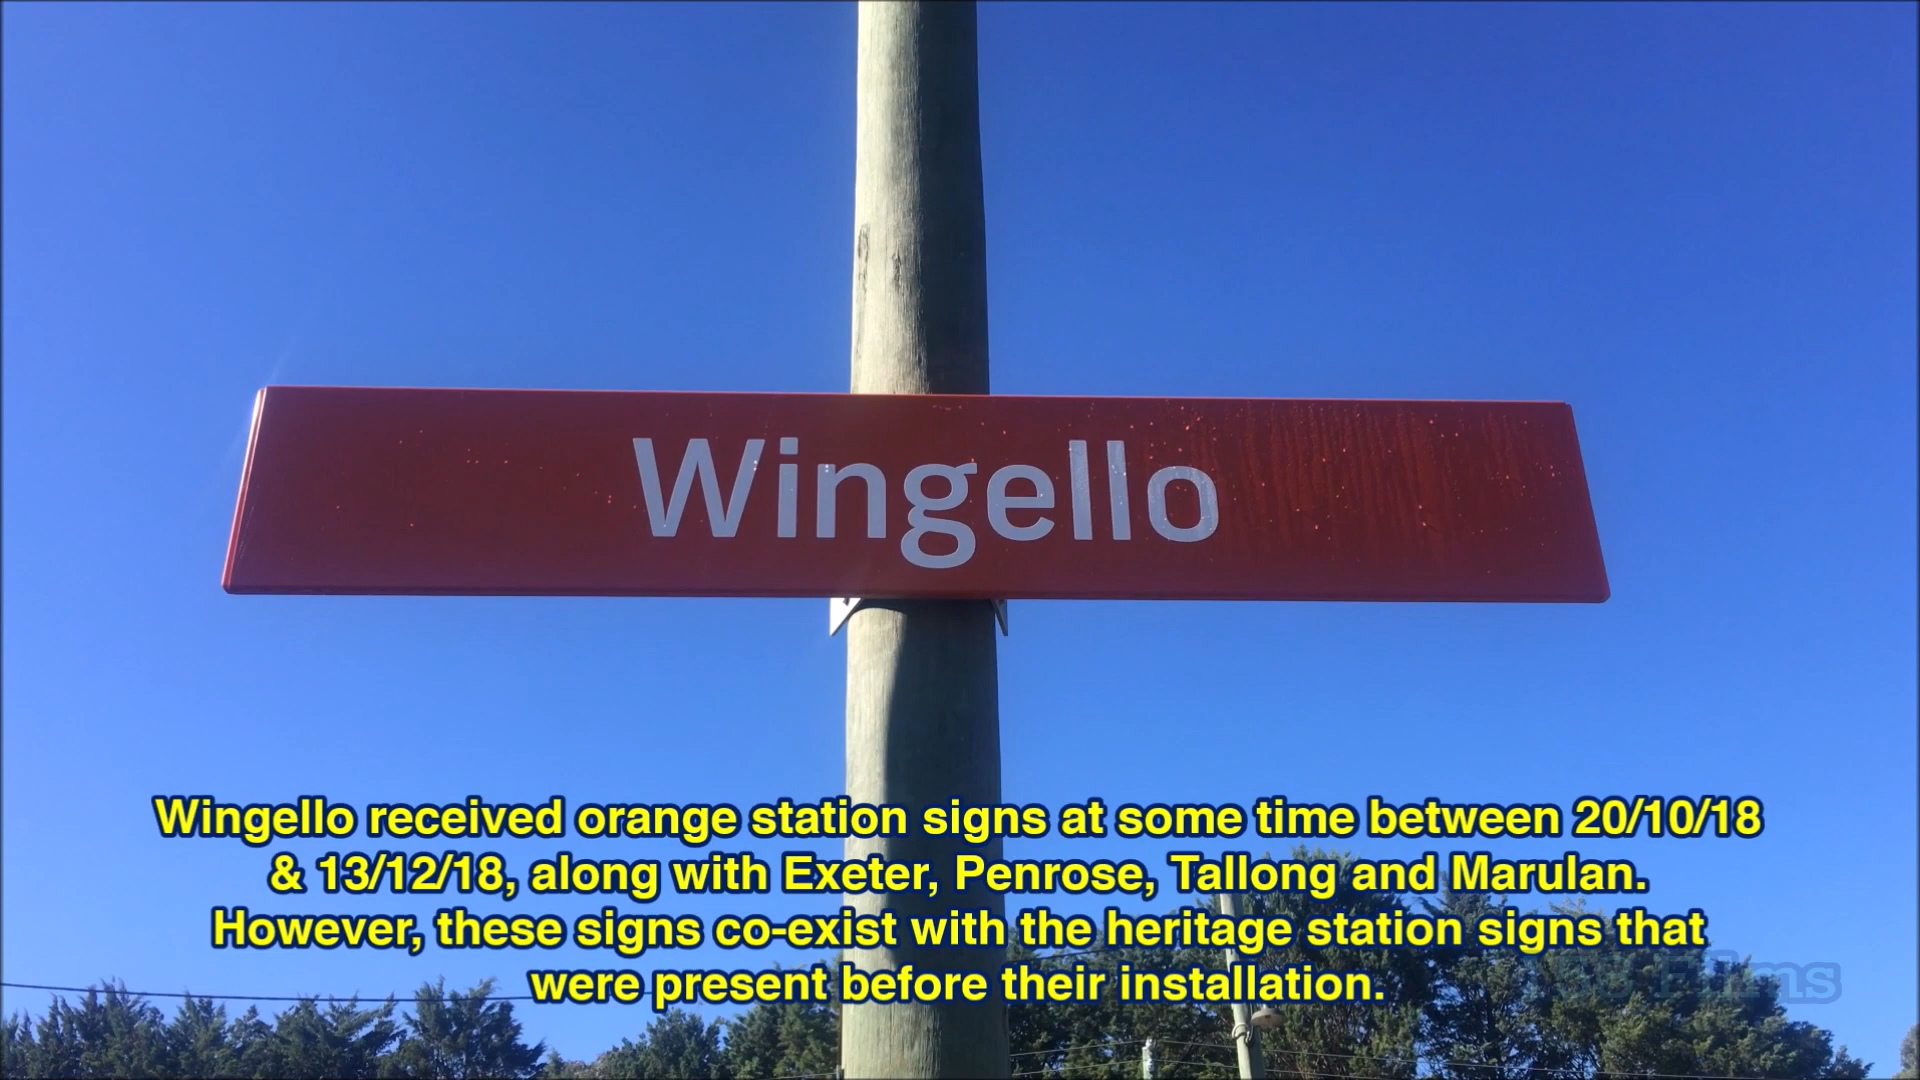 Wingello
Wingello received orange station signs at some time between 20/10/18
& 13/12/18, along with Exeter, Penrose, Tallong and Marulan.
However, these signs co-exist with the heritage station signs that
were present before their installation.
Films